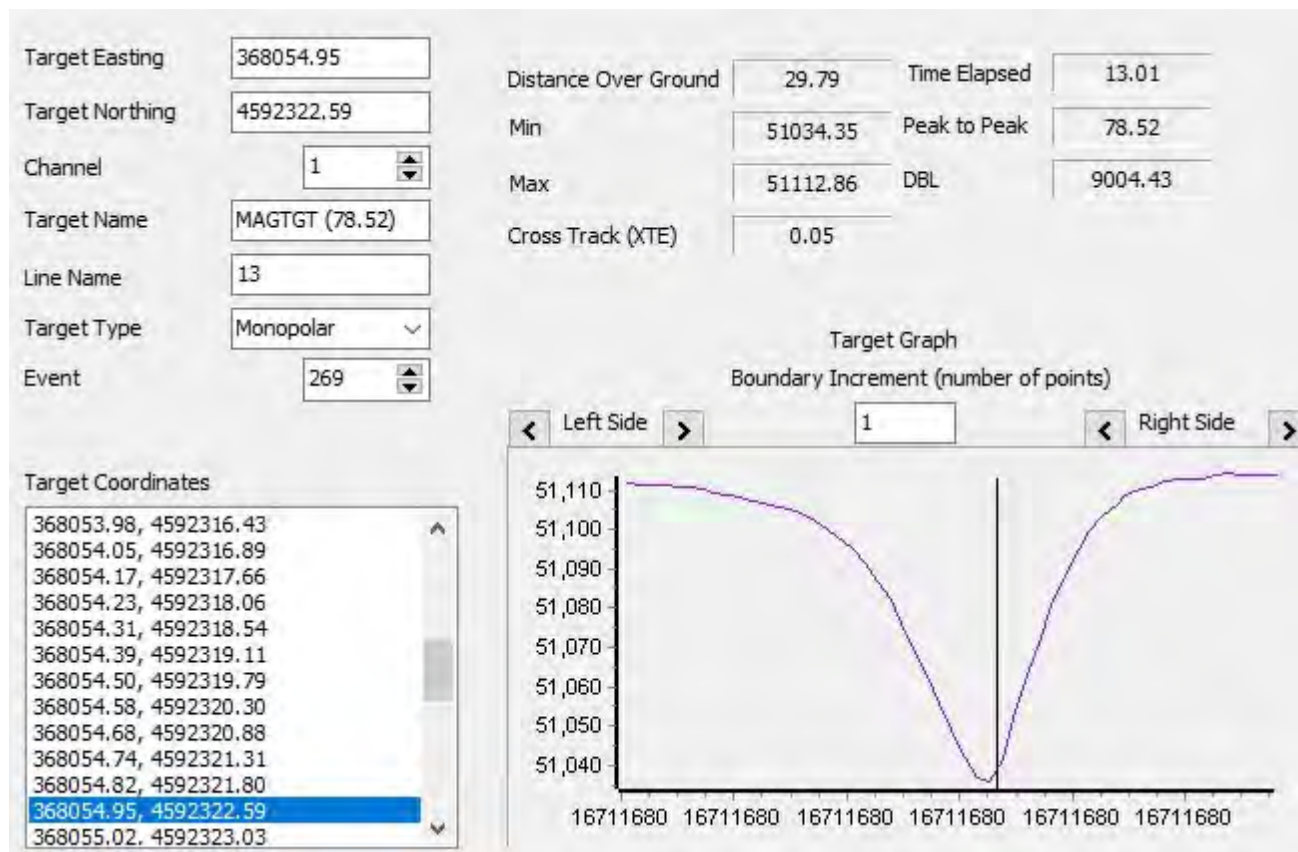 Target Easting 368054.95
Target Northing 4592322.59
Channel 1
Target Name MAGTGT (78.52)
Line Name 13
Target Type Monopolar
Event 269
Distance Over Ground 29.79 Time Elapsed 13.01
Min 51034.35 Peak to Peak 78.52
Max 51112.86 DBL 9004.43
Cross Track (XTE) 0.05
Target Graph
Boundary Increment (number of points)
< Left Side > 1 < Right Side >
Target Coordinates
368053.98, 4592316.43
368054.05, 4592316.89
368054.17, 4592317.66
368054.23, 4592318.06
368054.31, 4592318.54
368054.39, 4592319.11
368054.50, 4592319.79
368054.58, 4592320.30
368054.68, 4592320.88
368054.74, 4592321.31
368054.82, 4592321.80
368054.95, 4592322.59
368055.02, 4592323.03
51,110
51,100
51,090
51,080
51,070
51,060
51,050
51,040
16711680 16711680 16711680 16711680 16711680 16711680